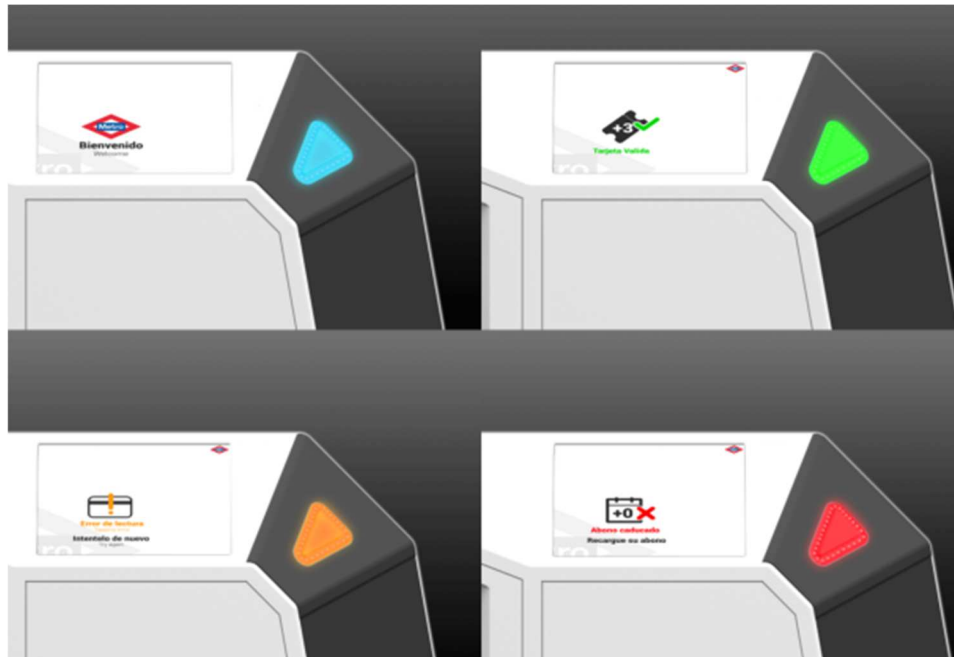 Metro
Bienvenido
Welcome
+3
Tarjeta Valida
Error de lectura
Intentelo de nuevo
Try again
+0
Abono caducado
Recargue su abono